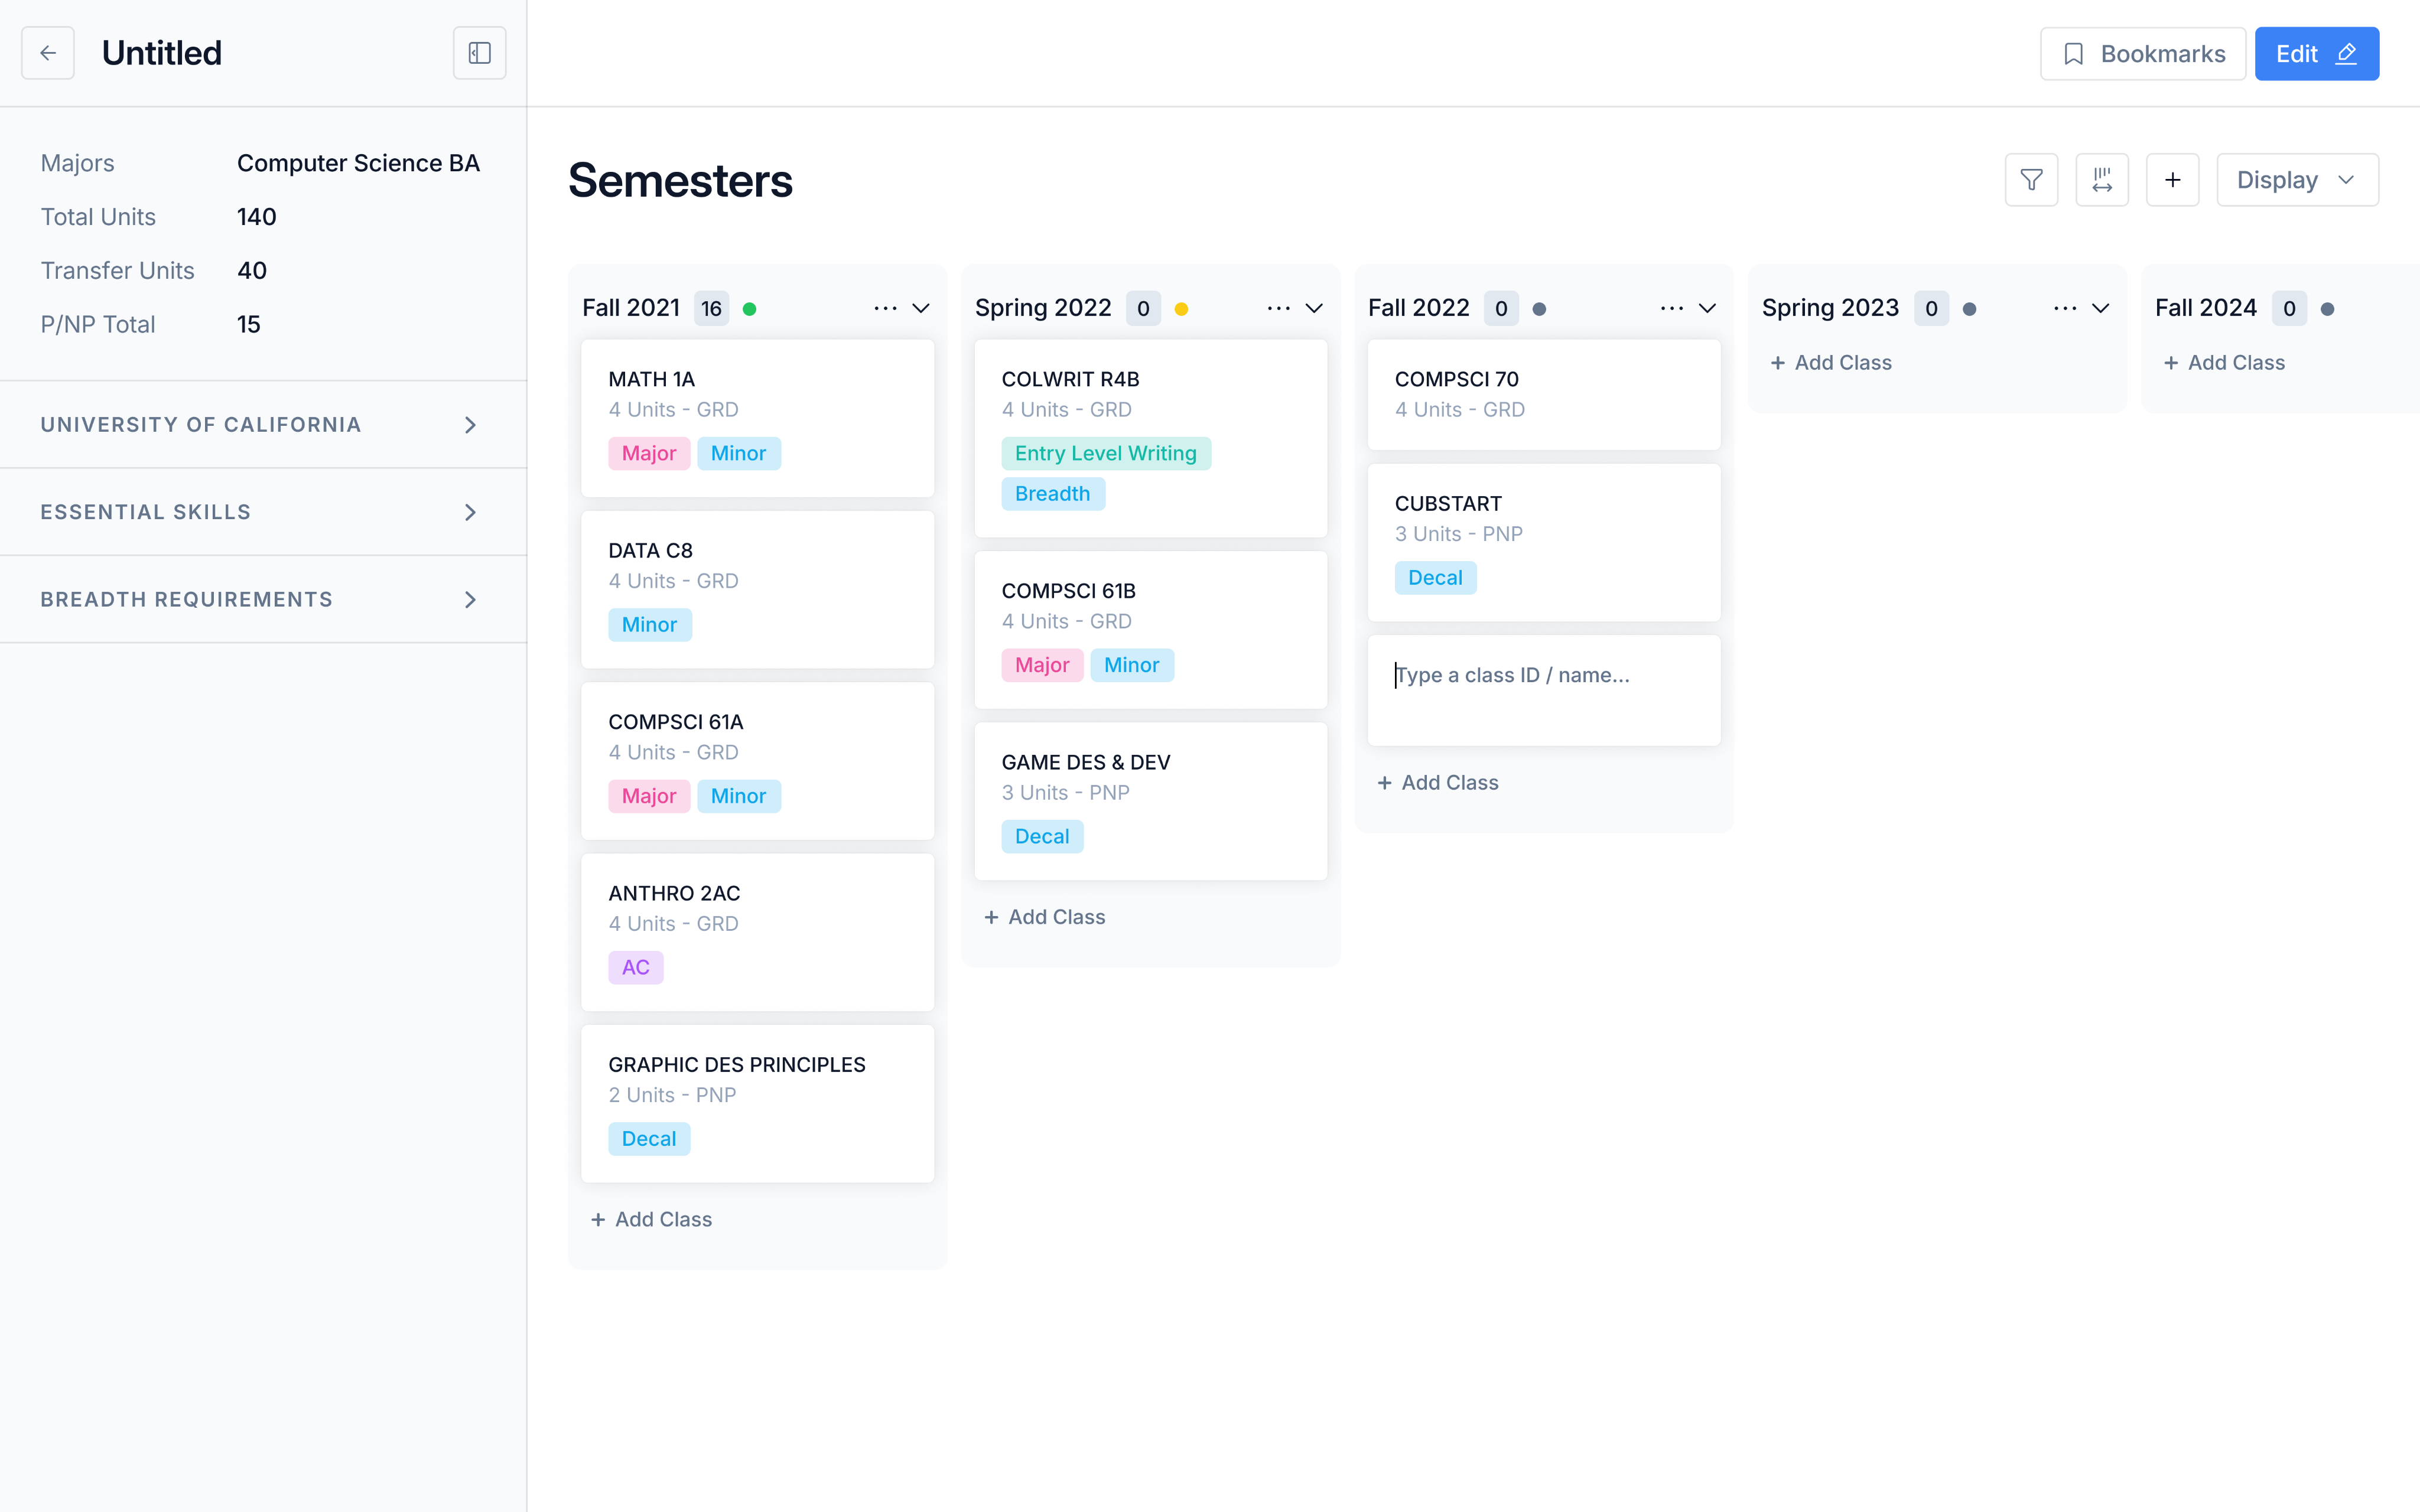 Untitled
Bookmarks
Edit
Majors Computer Science BA
Total Units 140
Transfer Units 40
P/NP Total 15
UNIVERSITY OF CALIFORNIA
ESSENTIAL SKILLS
BREADTH REQUIREMENTS
Semesters
Display
Fall 2021 16
MATH 1A
4 Units - GRD
Major Minor
DATA C8
4 Units - GRD
Minor
COMPSCI 61A
4 Units - GRD
Major Minor
ANTHRO 2AC
4 Units - GRD
AC
GRAPHIC DES PRINCIPLES
2 Units - PNP
Decal
+ Add Class
Spring 2022 0
COLWRIT R4B
4 Units - GRD
Entry Level Writing
Breadth
COMPSCI 61B
4 Units - GRD
Major Minor
GAME DES & DEV
3 Units - PNP
Decal
+ Add Class
Fall 2022 0
COMPSCI 70
4 Units - GRD
CUBSTART
3 Units - PNP
Decal
Type a class ID / name...
+ Add Class
Spring 2023 0
+ Add Class
Fall 2024 0
+ Add Class